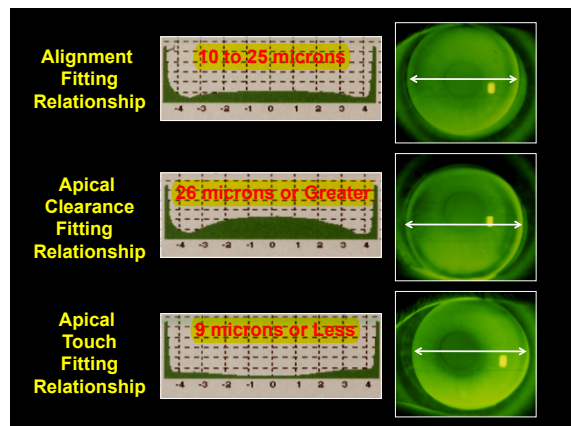 Alignment
Fitting
Relationship
10 to 25 microns
-4 -3 -2 -1 0 1 2 3 4
Apical
Clearance
Fitting
Relationship
26 microns or Greater
-4 -3 -2 -1 0 1 2 3 4
Apical
Touch
Fitting
Relationship
9 microns or Less
-4 -3 -2 -1 0 1 2 3 4